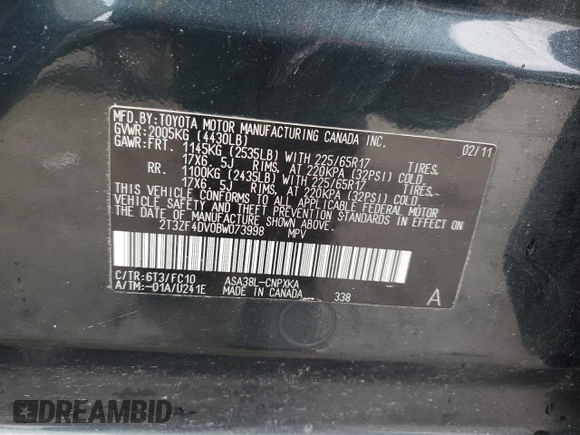 MFD.BY:TOYOTA MOTOR MANUFACTURING CANADA INC.
GVWR:2005KG (4430LB) 02/11
GAWR:FRT. 1145KG (2535LB) WITH 225/65R17 TIRES,
17X6. 5J RIMS, AT 220KPA (32PSI) COLD.
RR. 1100KG (2435LB) WITH 225/65R17 TIRES,
17X6. 5J RIMS, AT 220KPA (32PSI) COLD.
THIS VEHICLE CONFORMS TO ALL APPLICABLE FEDERAL MOTOR
VEHICLE SAFETY STANDARDS IN EFFECT ON THE DATE OF
MANUFACTURE SHOWN ABOVE.
2T3ZF4DV0BW073998 MPV
C/TR:6T3/FC10 ASA38L-CNPXKA
A/TM:-01A/U241E MADE IN CANADA 338 A
DREAMBID